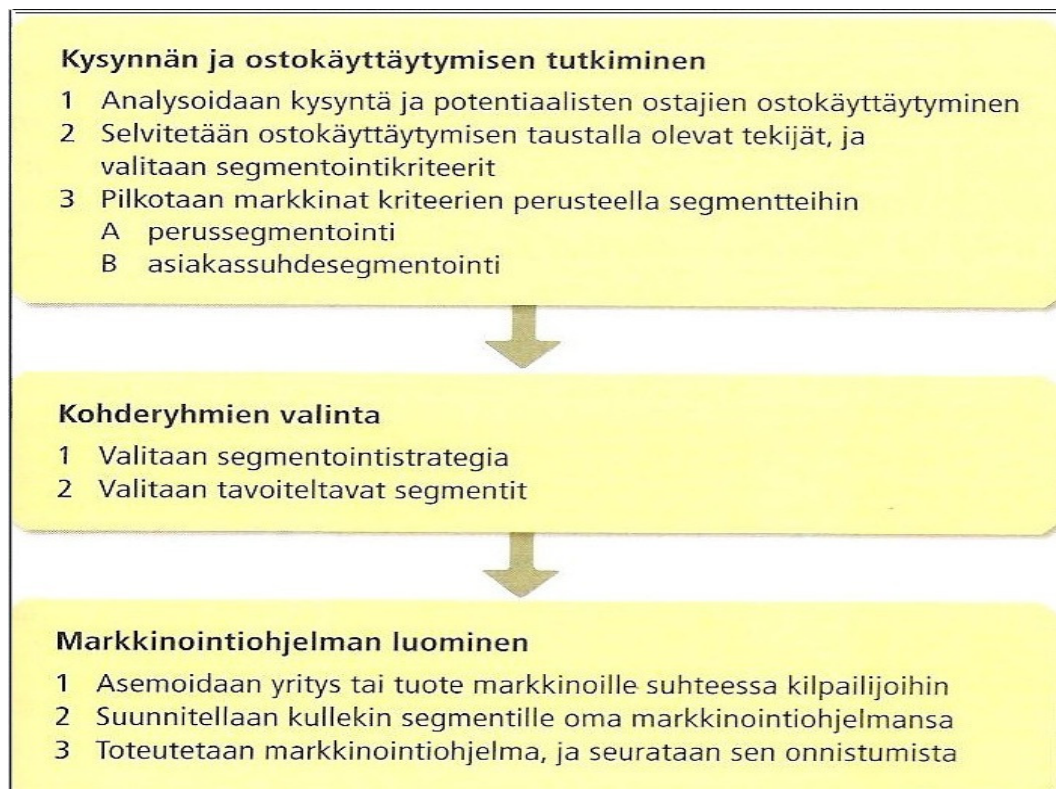 Kysynnän ja ostokäyttäytymisen tutkiminen
1 Analysoidaan kysyntä ja potentiaalisten ostajien ostokäyttäytyminen
2 Selvitetään ostokäyttäytymisen taustalla olevat tekijät, ja
valitaan segmentointikriteerit
3 Pilkotaan markkinat kriteerien perusteella segmentteihin
A perussegmentointi
B asiakassuhdesegmentointi
Kohderyhmien valinta
1 Valitaan segmentointistrategia
2 Valitaan tavoiteltavat segmentit
Markkinointiohjelman luominen
1 Asemoidaan yritys tai tuote markkinoille suhteessa kilpailijoihin
2 Suunnitellaan kullekin segmentille oma markkinointiohjelmansa
3 Toteutetaan markkinointiohjelma, ja seurataan sen onnistumista